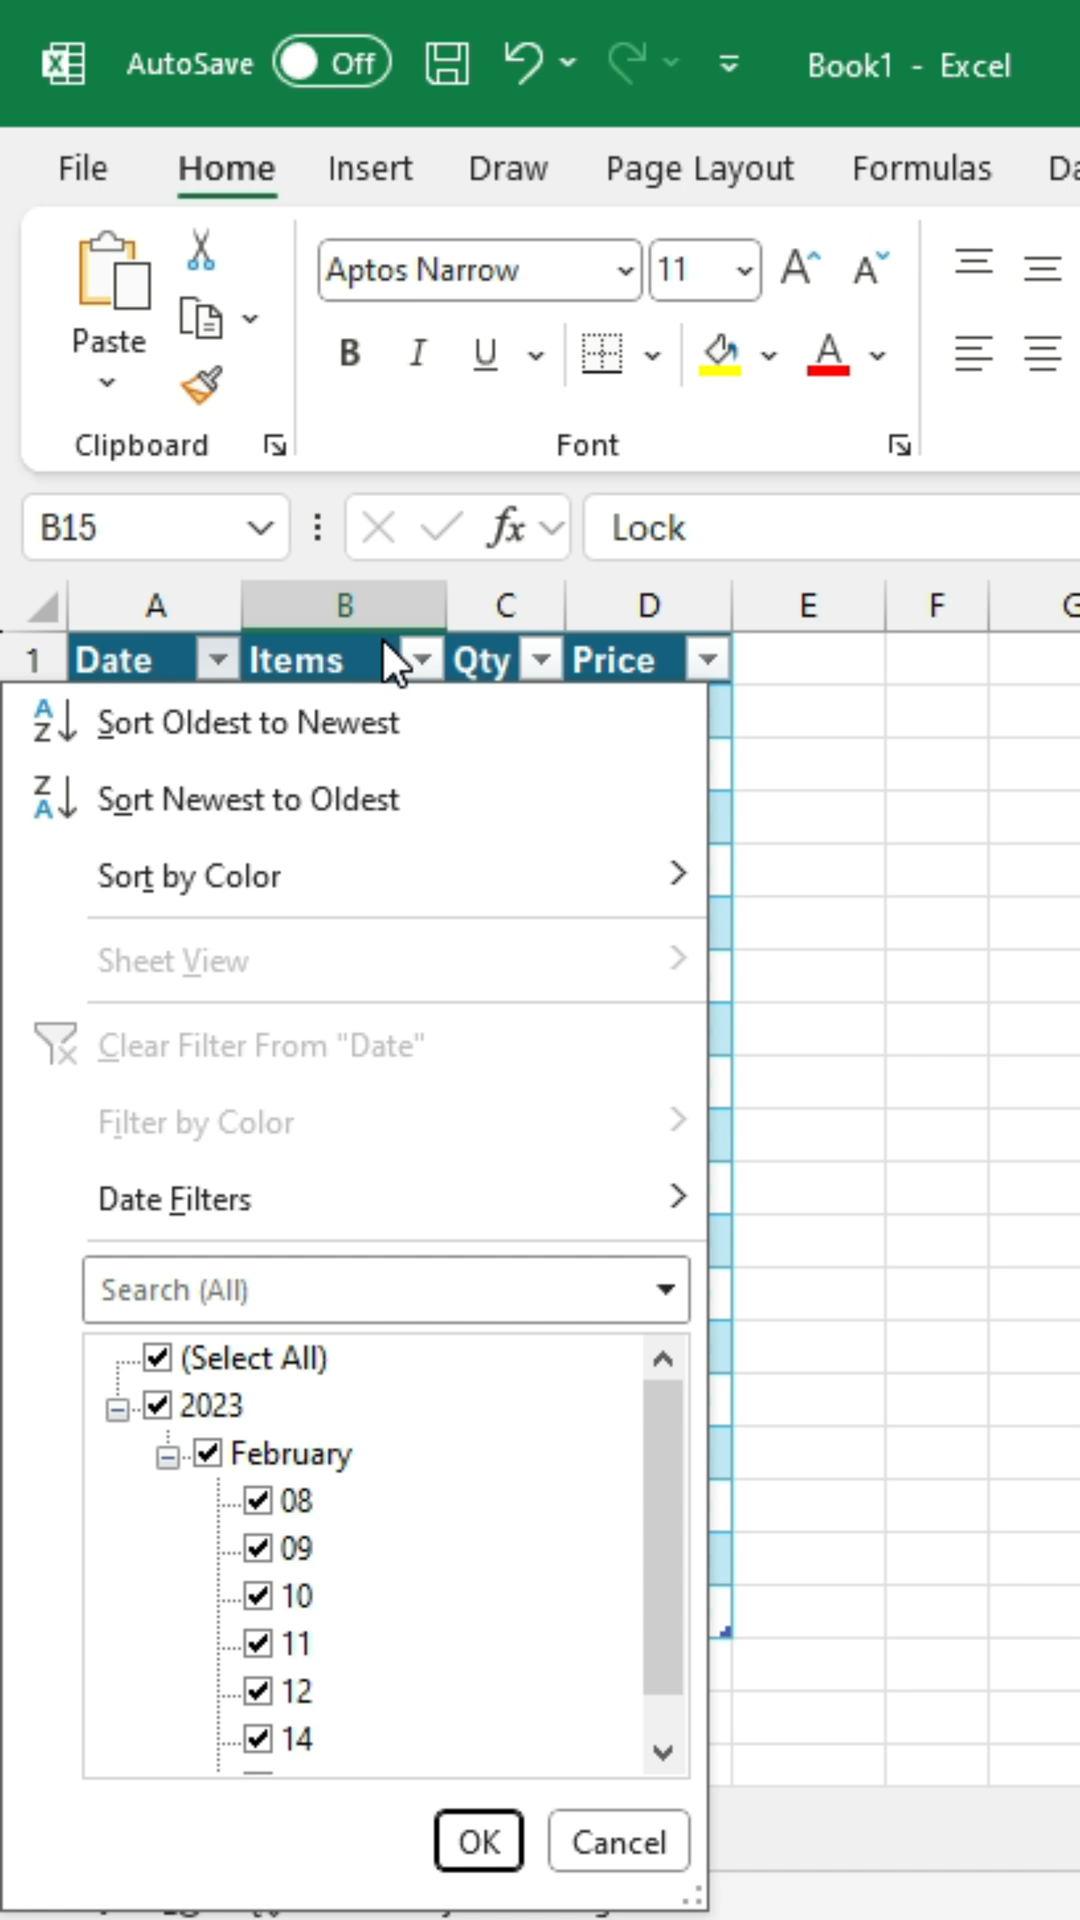 AutoSave Off Book1 - Excel
File Home Insert Draw Page Layout Formulas Da
Aptos Narrow 11
Paste
B I U A
Clipboard Font
B15 fx Lock
A B C D E F G
1 Date Items Qty Price
Sort Oldest to Newest
Sort Newest to Oldest
Sort by Color
Sheet View
Clear Filter From "Date"
Filter by Color
Date Filters
Search (All)
(Select All)
2023
February
08
09
10
11
12
14
OK Cancel